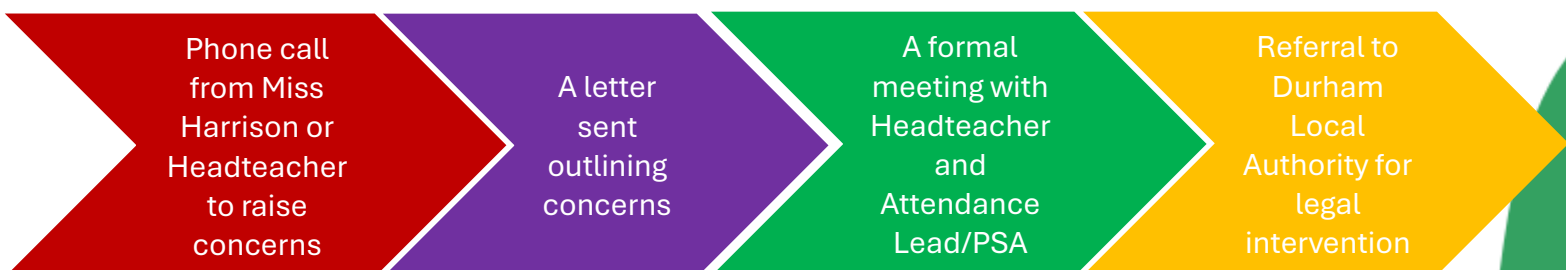 Phone call
from Miss
Harrison or
Headteacher
to raise
concerns
A letter
sent
outlining
concerns
A formal
meeting with
Headteacher
and
Attendance
Lead/PSA
Referral to
Durham
Local
Authority for
legal
intervention